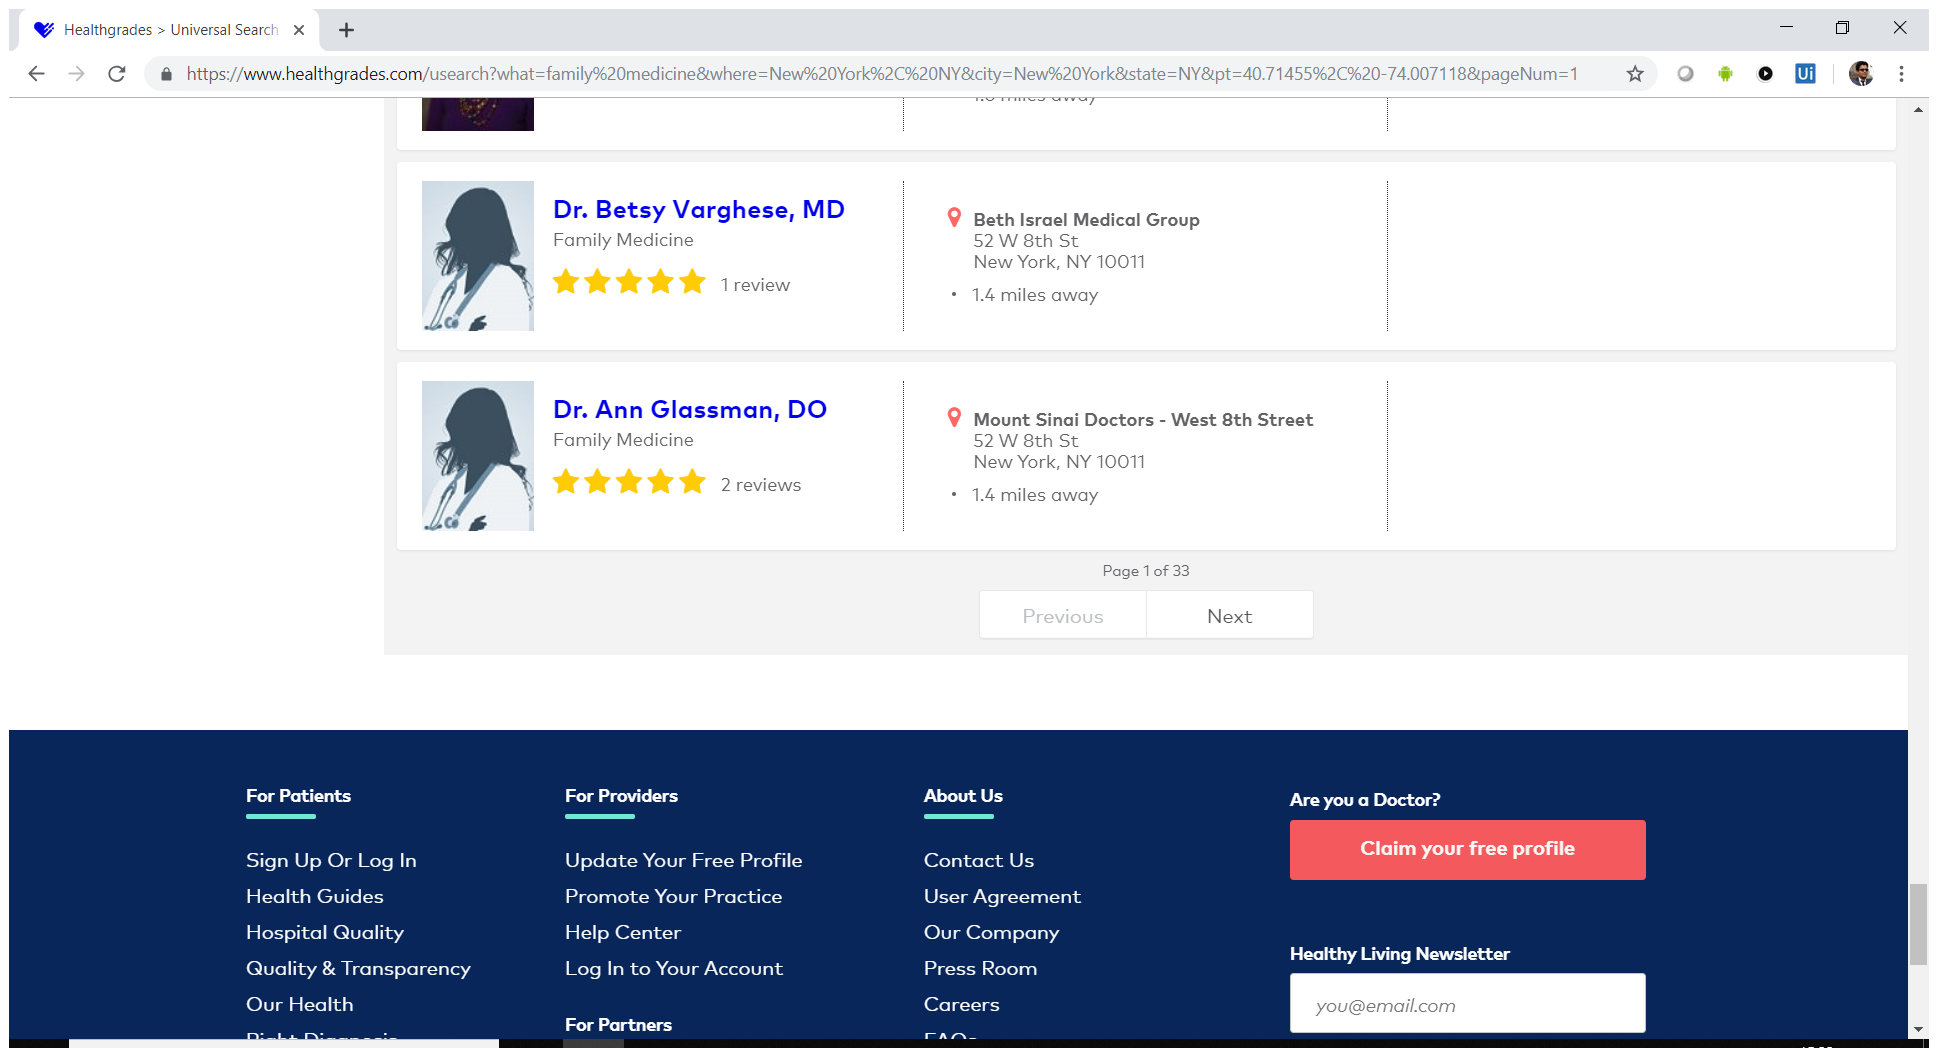 Healthgrades > Universal Search
https://www.healthgrades.com/usearch?what=family%20medicine&where=New%20York%2C%20NY&city=New%20York&state=NY&pt=40.71455%2C%20-74.007118&pageNum=1
Ui
miles away
Dr. Betsy Varghese, MD
Family Medicine
1 review
Beth Israel Medical Group
52 W 8th St
New York, NY 10011
• 1.4 miles away
Dr. Ann Glassman, DO
Family Medicine
2 reviews
Mount Sinai Doctors - West 8th Street
52 W 8th St
New York, NY 10011
• 1.4 miles away
Page 1 of 33
Previous
Next
For Patients
Sign Up Or Log In
Health Guides
Hospital Quality
Quality & Transparency
Our Health
Right Diagnosis
For Providers
Update Your Free Profile
Promote Your Practice
Help Center
Log In to Your Account
For Partners
About Us
Contact Us
User Agreement
Our Company
Press Room
Careers
FAQs
Are you a Doctor?
Claim your free profile
Healthy Living Newsletter
you@email.com